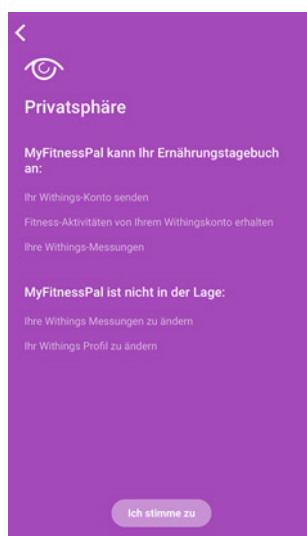 Privatsphäre
MyFitnessPal kann Ihr Ernährungstagebuch
an:
Ihr Withings-Konto senden
Fitness-Aktivitäten von Ihrem Withingskonto erhalten
Ihre Withings-Messungen
MyFitnessPal ist nicht in der Lage:
Ihre Withings Messungen zu ändern
Ihr Withings Profil zu ändern
Ich stimme zu